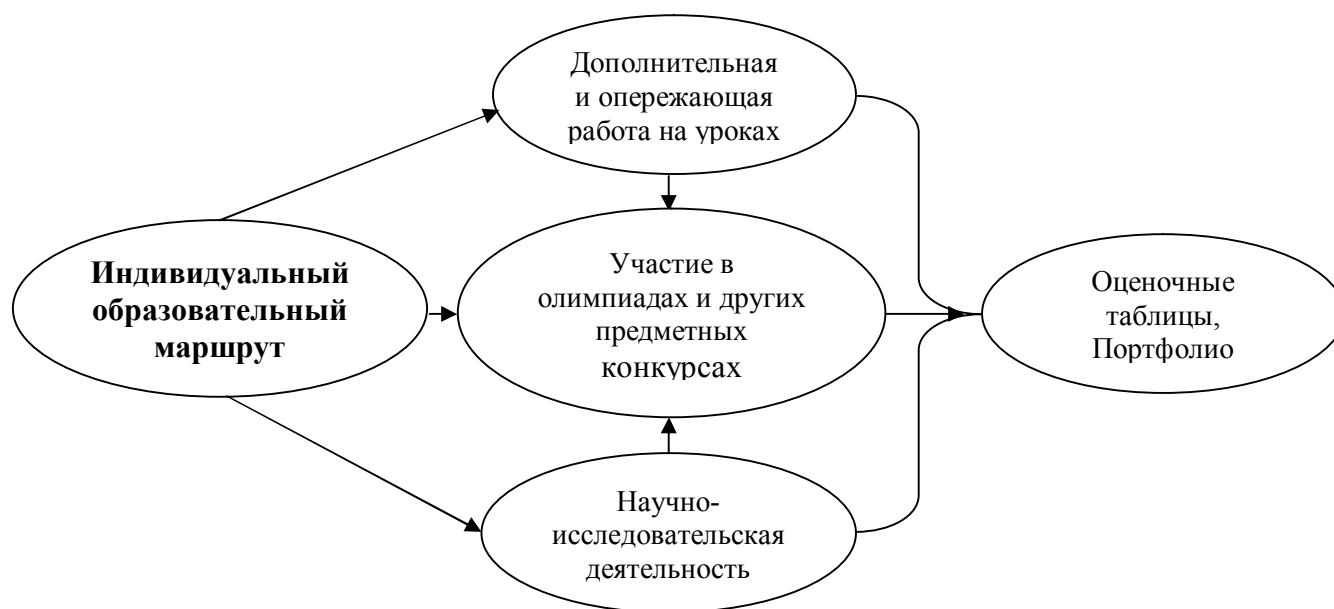 Дополнительная
и опережающая
работа на уроках
Индивидуальный
образовательный
маршрут
Участие в
олимпиадах и других
предметных
конкурсах
Оценочные
таблицы,
Портфолио
Научно-
исследовательская
деятельность